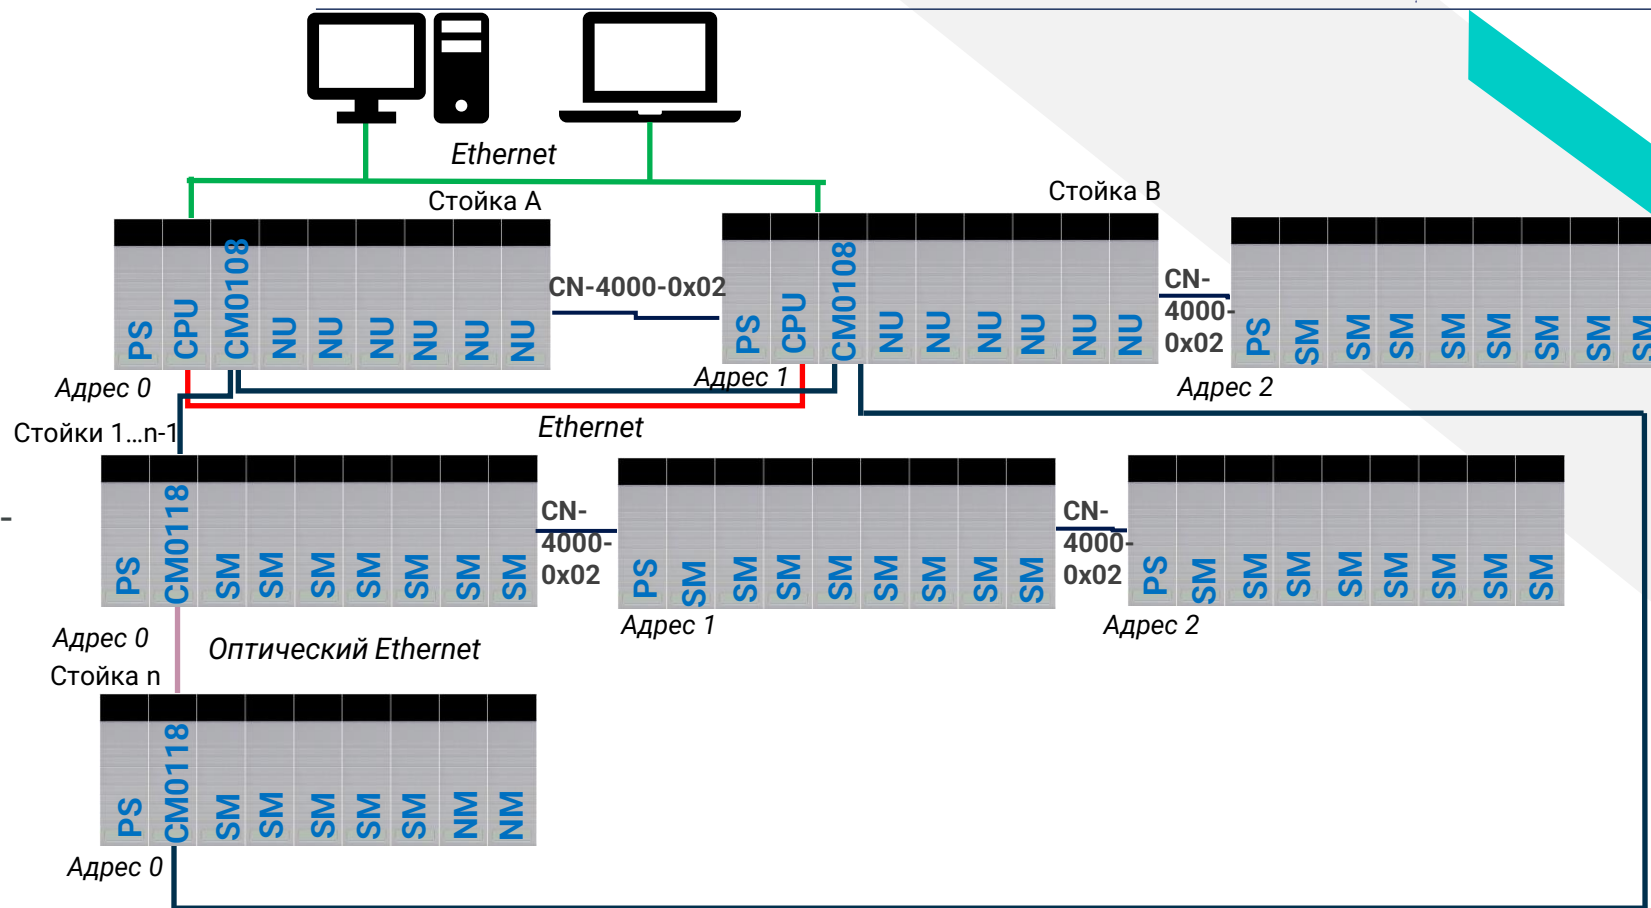 Ethernet
Стойка А
Стойка В
PS
CPU
CM0108
NU
NU
NU
NU
NU
NU
CN-4000-0x02
PS
CPU
CM0108
NU
NU
NU
NU
NU
NU
CN-
4000-
0x02
PS
SM
SM
SM
SM
SM
SM
SM
SM
Адрес 0
Адрес 1
Адрес 2
Ethernet
Стойки 1...n-1
PS
CM0118
SM
SM
SM
SM
SM
SM
SM
CN-
4000-
0x02
PS
SM
SM
SM
SM
SM
SM
SM
SM
CN-
4000-
0x02
PS
SM
SM
SM
SM
SM
SM
SM
SM
-
Адрес 0
Адрес 1
Адрес 2
Оптический Ethernet
Стойка n
PS
CM0118
SM
SM
SM
SM
SM
NM
NM
Адрес 0